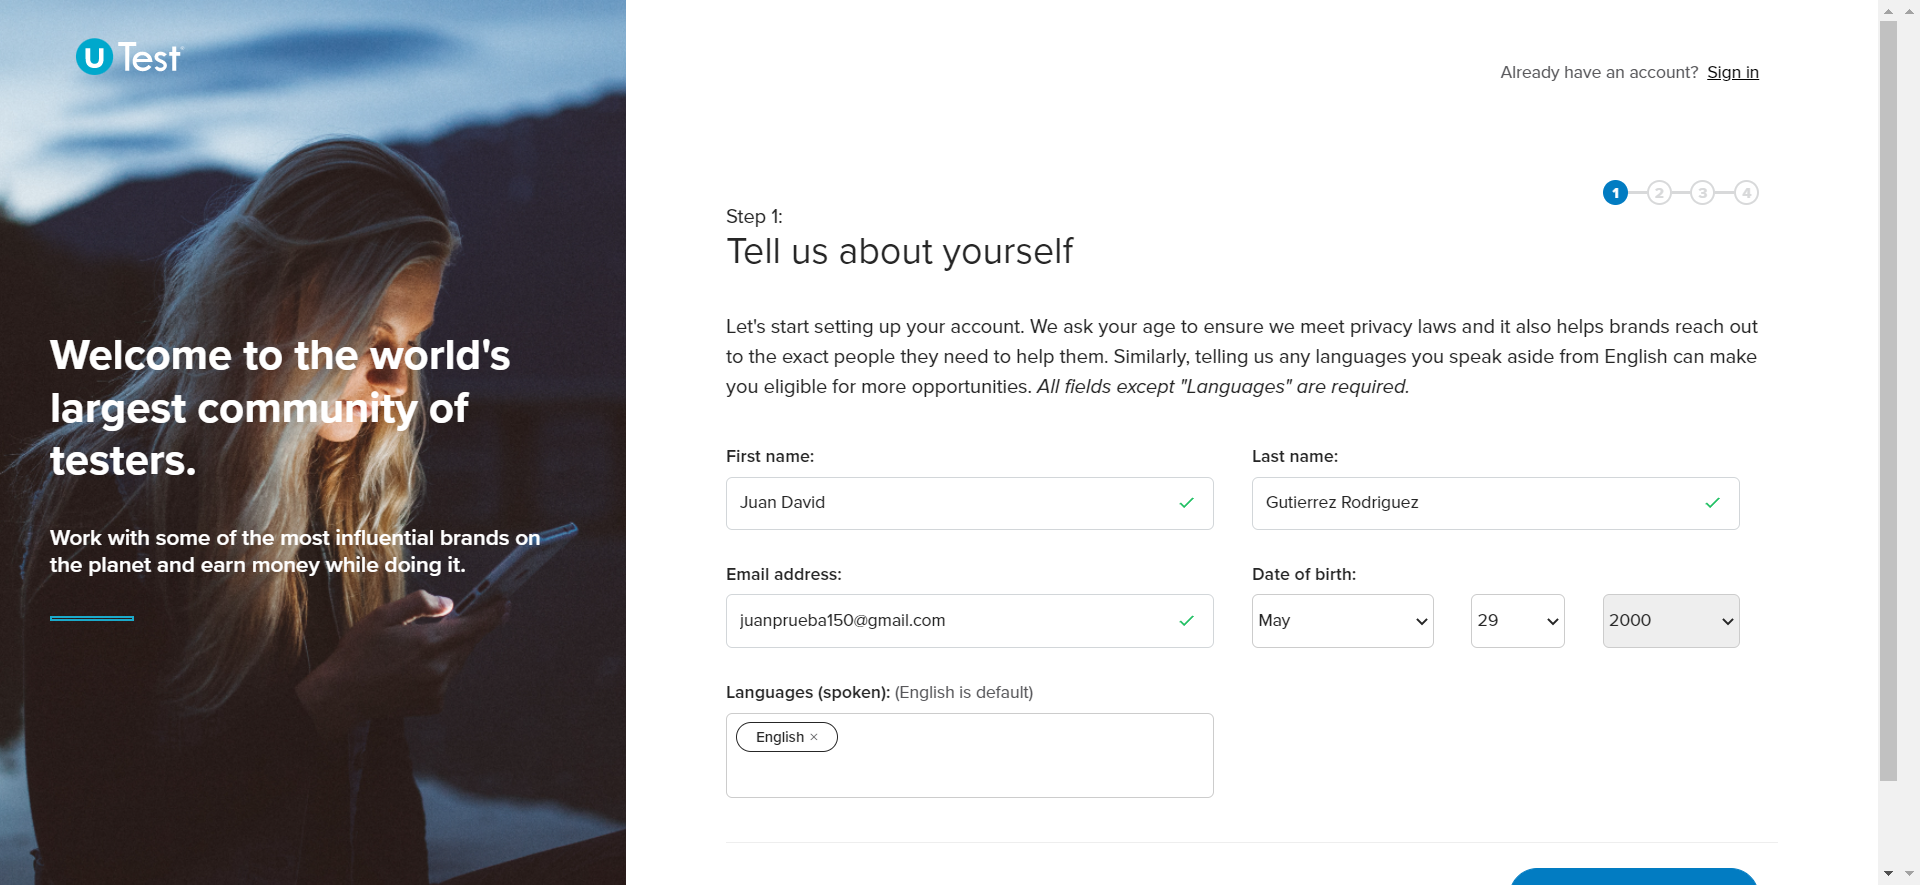 U Test
Already have an account? Sign in
1 2 3 4
Step 1:
Tell us about yourself
Let's start setting up your account. We ask your age to ensure we meet privacy laws and it also helps brands reach out
to the exact people they need to help them. Similarly, telling us any languages you speak aside from English can make
you eligible for more opportunities. All fields except "Languages" are required.
Welcome to the world's
largest community of
testers.
Work with some of the most influential brands on
the planet and earn money while doing it.
First name:
Last name:
Juan David
Gutierrez Rodriguez
Email address:
Date of birth:
juanprueba150@gmail.com
May
29
2000
Languages (spoken): (English is default)
English ×